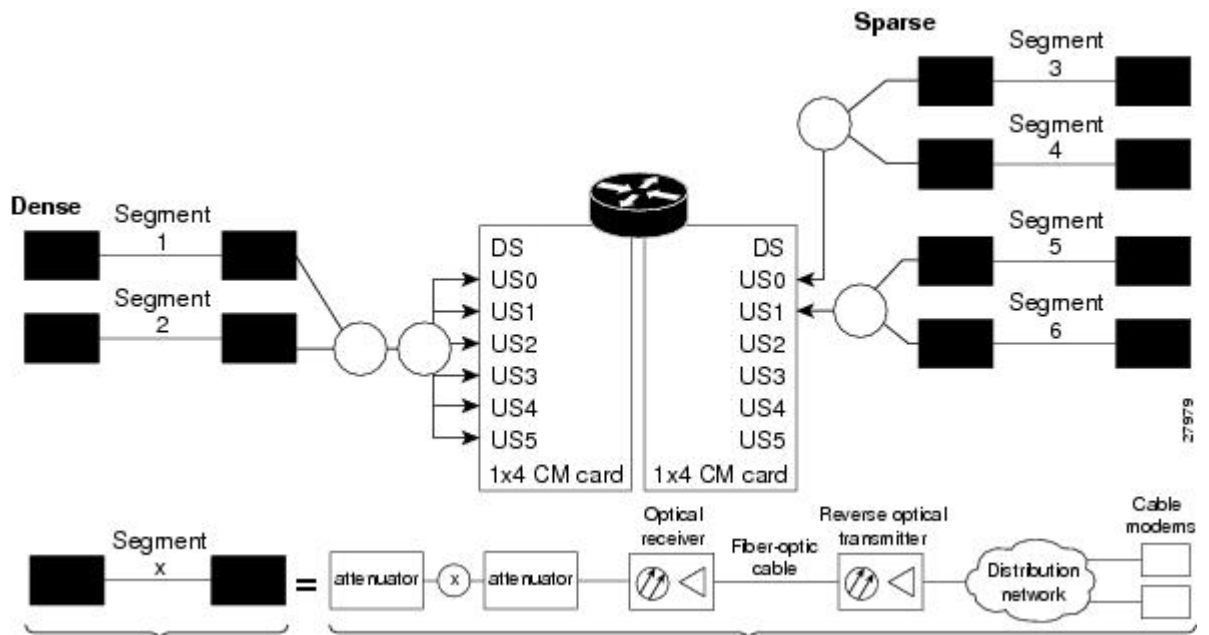 Sparse
Segment
3
Segment
4
Segment
5
Segment
6
Dense
Segment
1
Segment
2
DS
US0
US1
US2
US3
US4
US5
1x4 CM card
DS
US0
US1
US2
US3
US4
US5
1x4 CM card
27979
Segment
x
=
attenuator
x
attenuator
Optical
receiver
Fiber-optic
cable
Reverse optical
transmitter
Distribution
network
Cable
modems